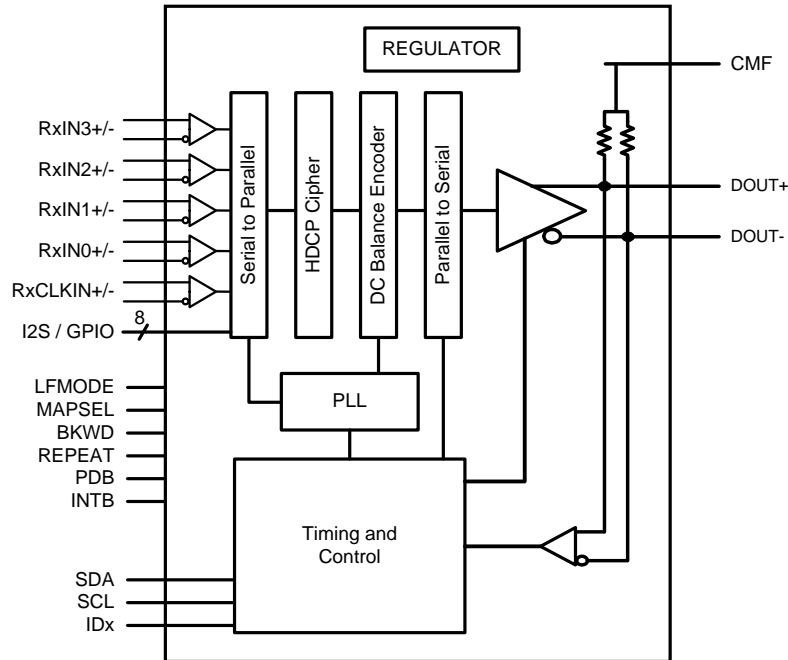 REGULATOR
CMF
RxIN3+/-
RxIN2+/-
RxIN1+/-
RxIN0+/-
RxCLKIN+/-
I2S / GPIO
8
Serial to Parallel
HDCP Cipher
DC Balance Encoder
Parallel to Serial
DOUT+
DOUT-
LFMODE
MAPSEL
BKWD
REPEAT
PDB
INTB
PLL
Timing and
Control
SDA
SCL
IDx